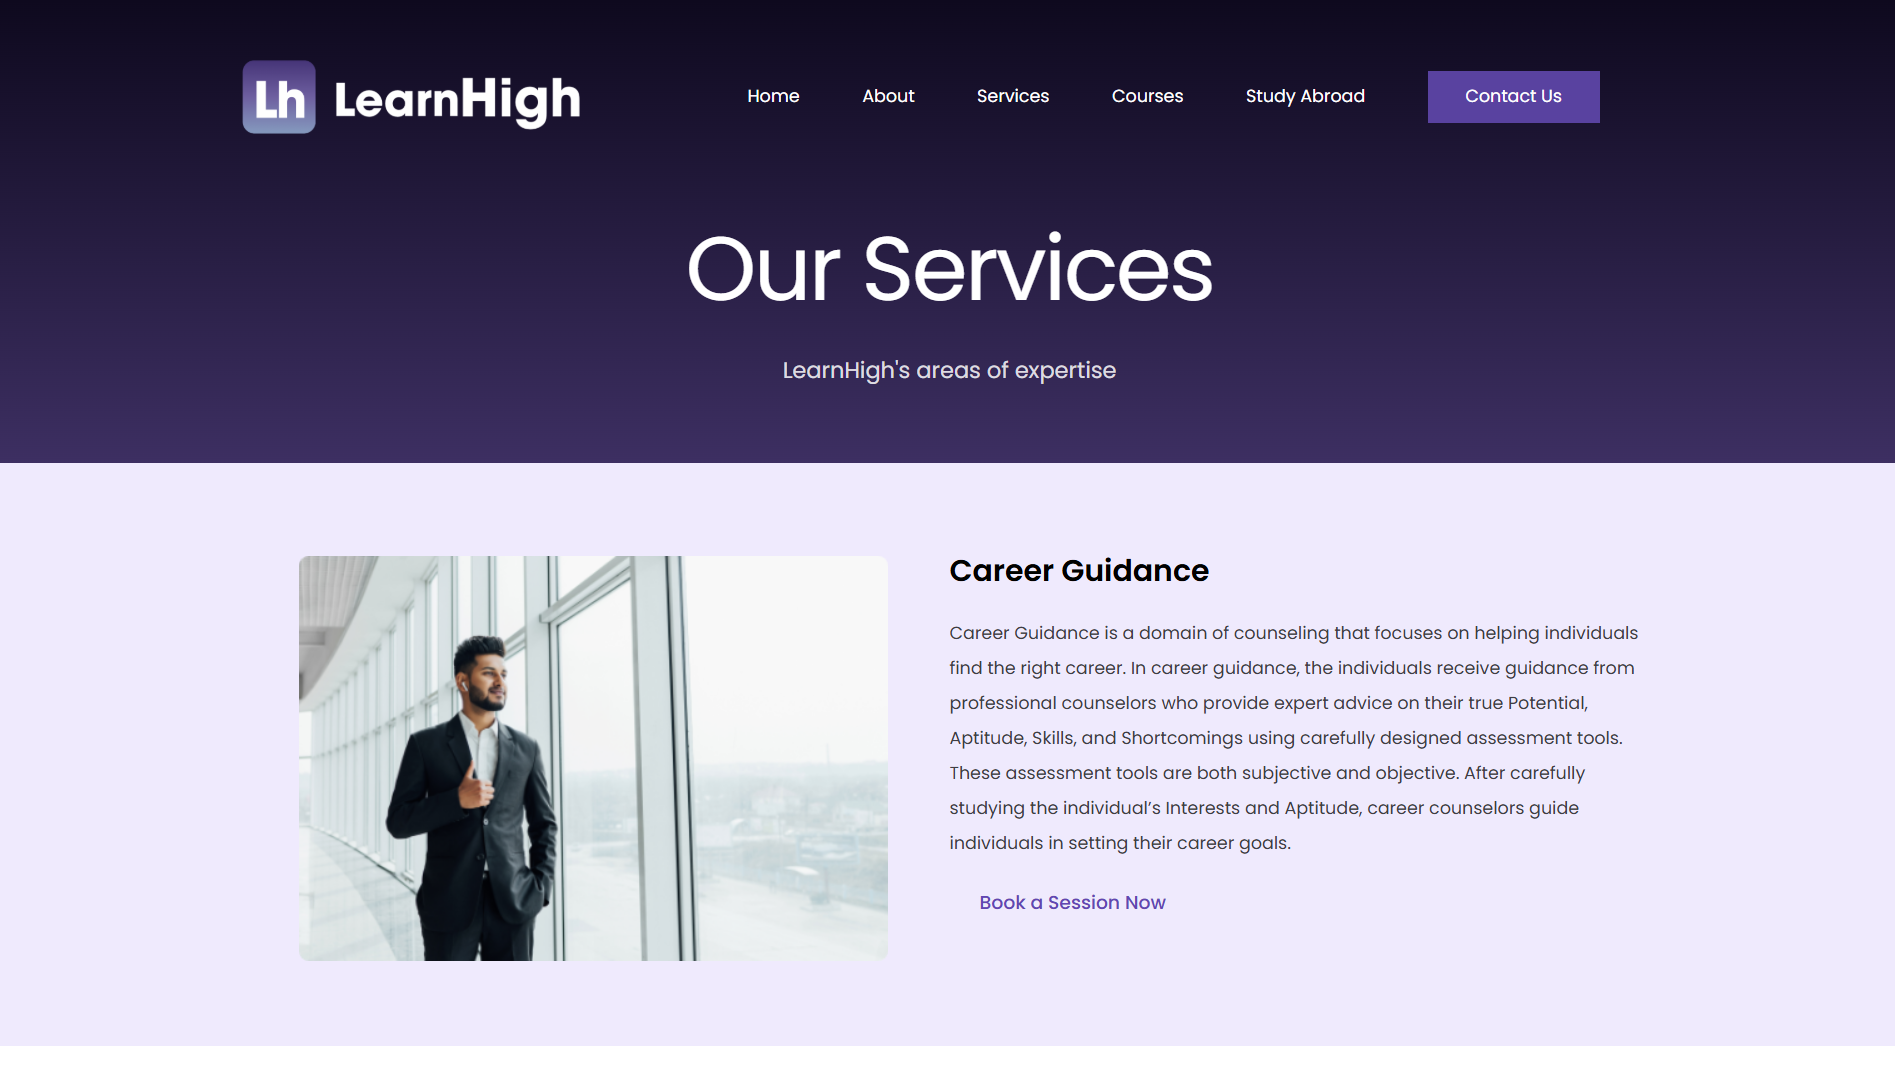 Lh LearnHigh
Home About Services Courses Study Abroad Contact Us
Our Services
LearnHigh's areas of expertise
Career Guidance
Career Guidance is a domain of counseling that focuses on helping individuals
find the right career. In career guidance, the individuals receive guidance from
professional counselors who provide expert advice on their true Potential,
Aptitude, Skills, and Shortcomings using carefully designed assessment tools.
These assessment tools are both subjective and objective. After carefully
studying the individual’s Interests and Aptitude, career counselors guide
individuals in setting their career goals.
Book a Session Now